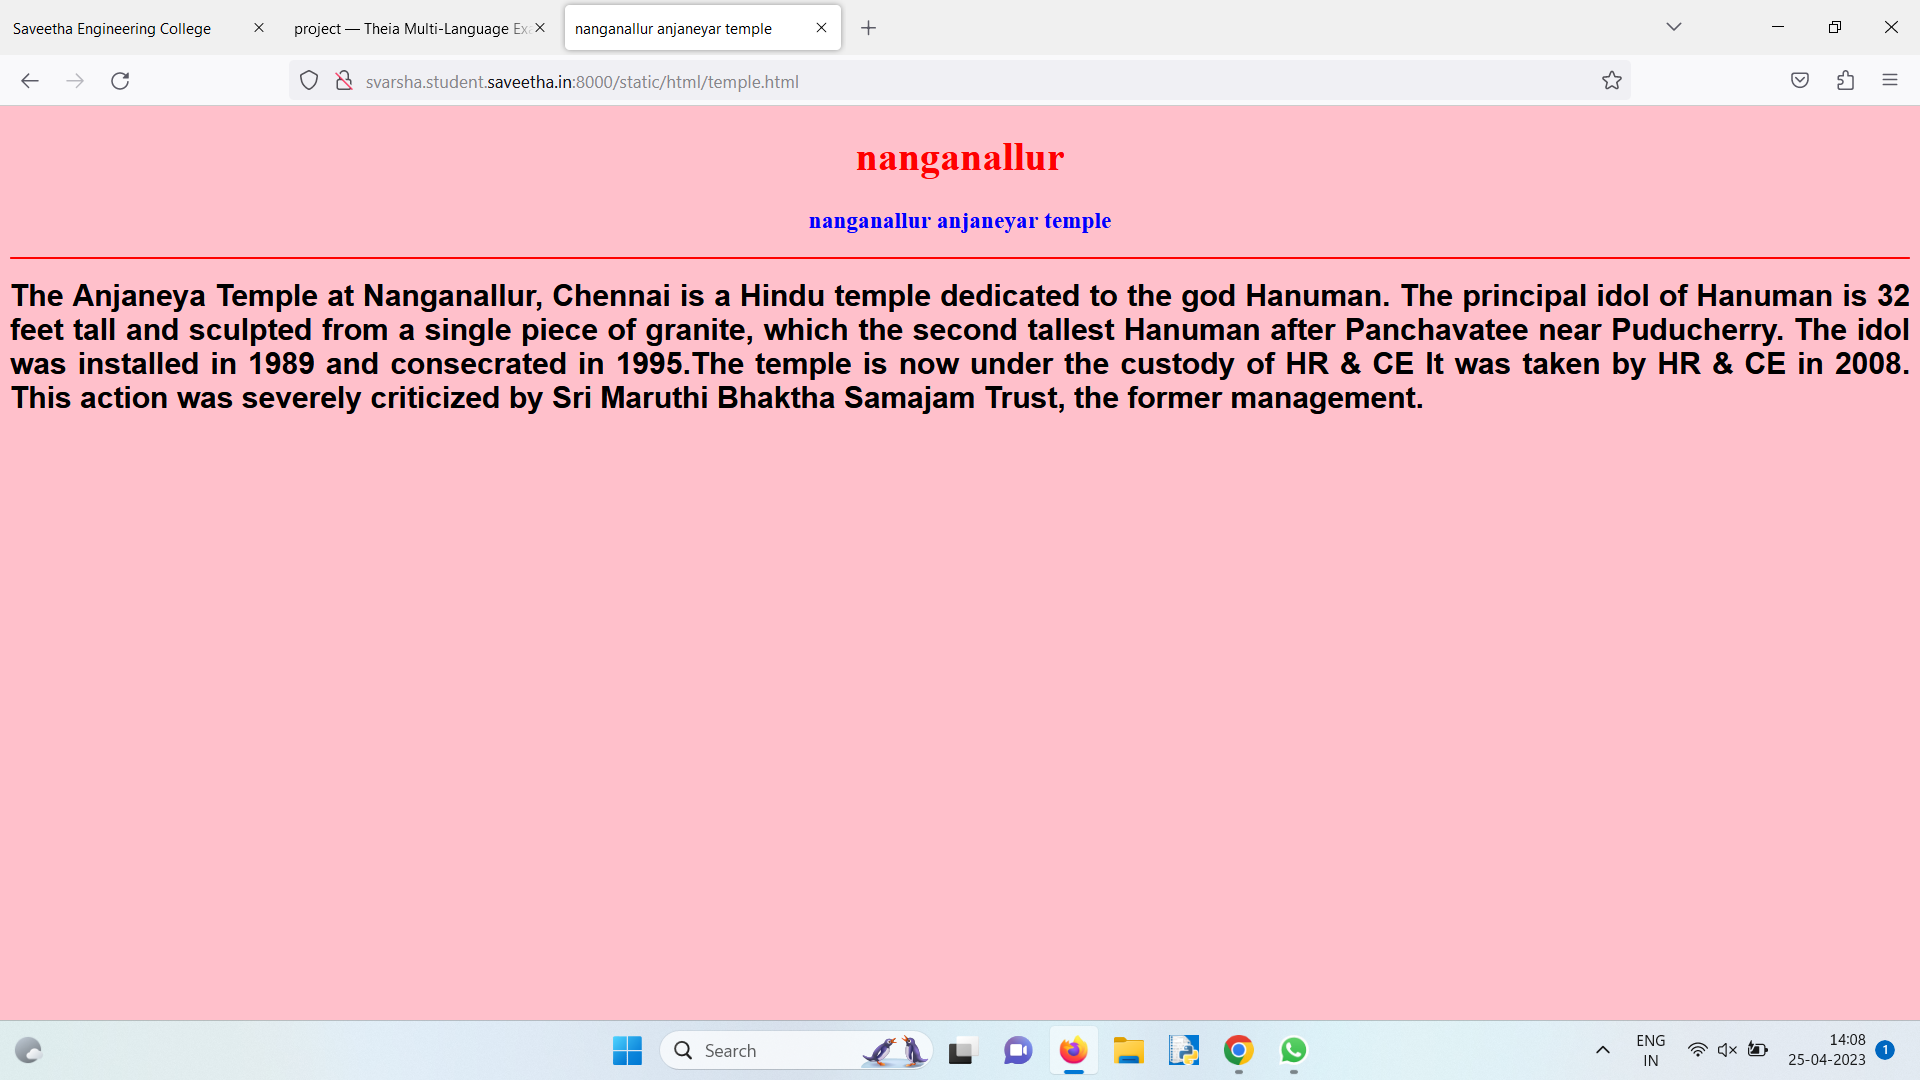 Saveetha Engineering College
project — Theia Multi-Language Exa
nanganallur anjaneyar temple
svarsha.student.saveetha.in:8000/static/html/temple.html
nanganallur
nanganallur anjaneyar temple
The Anjaneya Temple at Nanganallur, Chennai is a Hindu temple dedicated to the god Hanuman. The principal idol of Hanuman is 32
feet tall and sculpted from a single piece of granite, which the second tallest Hanuman after Panchavatee near Puducherry. The idol
was installed in 1989 and consecrated in 1995.The temple is now under the custody of HR & CE It was taken by HR & CE in 2008.
This action was severely criticized by Sri Maruthi Bhaktha Samajam Trust, the former management.
Search
ENG
IN
14:08
25-04-2023
1